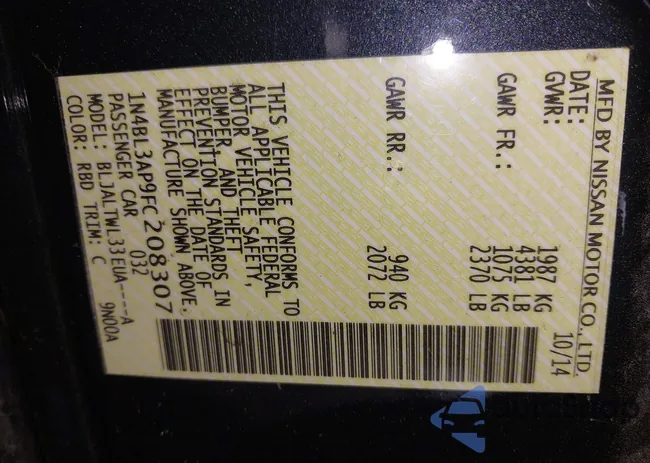 MFD BY NISSAN MOTOR CO., LTD.
DATE: 10/14
GVWR: 1987 KG
4381 LB
GAWR FR.: 1075 KG
2370 LB
GAWR RR.: 940 KG
2072 LB
THIS VEHICLE CONFORMS TO
ALL APPLICABLE FEDERAL
MOTOR VEHICLE SAFETY,
BUMPER, AND THEFT
PREVENTION STANDARDS IN
EFFECT ON THE DATE OF
MANUFACTURE SHOWN ABOVE.
1N4BL3AP9FC208307
PASSENGER CAR 032
MODEL: BLJALTWL33EUA----A
COLOR: RBD TRIM: C 9N00A